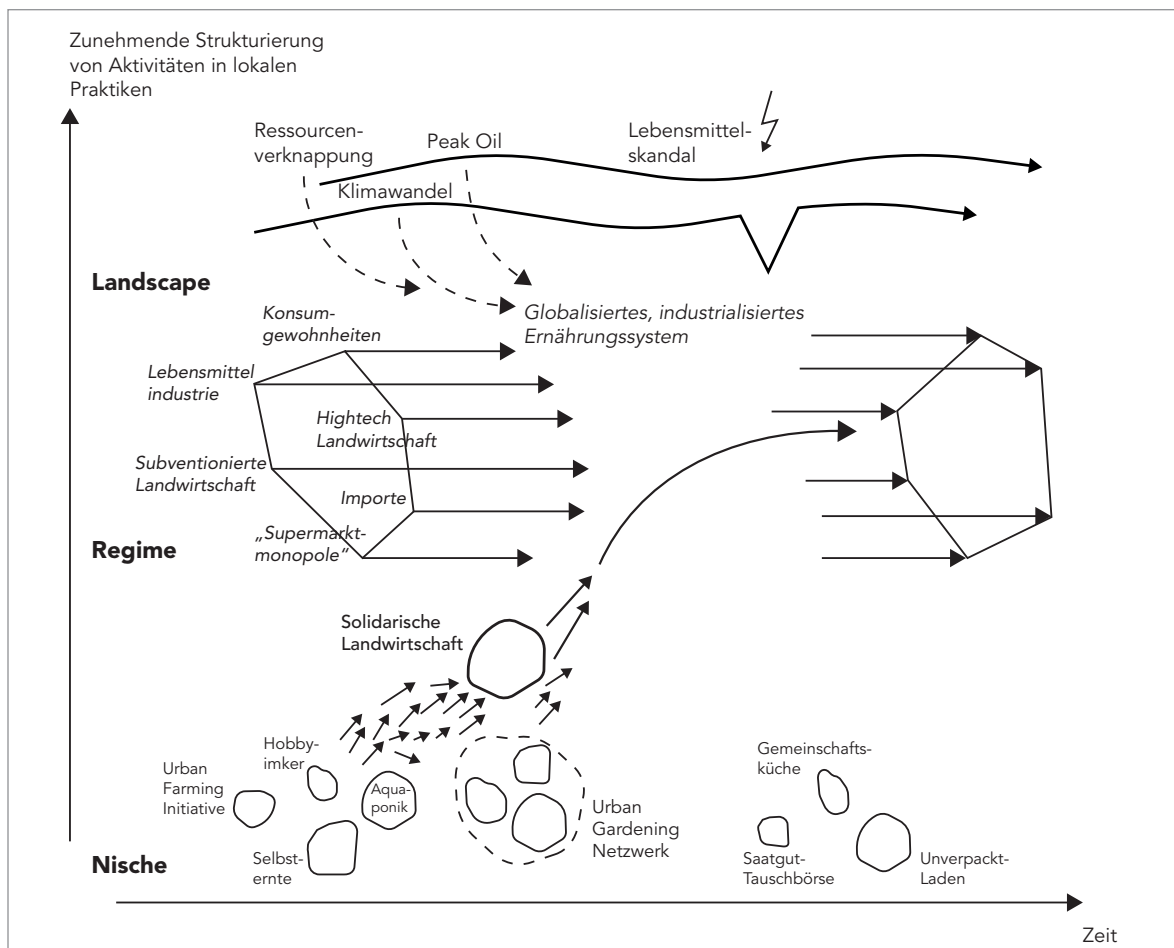 Zunehmende Strukturierung
von Aktivitäten in lokalen
Praktiken
Ressourcen-
verknappung
Peak Oil
Lebensmittel-
skandal
Klimawandel
Landscape
Globalisiertes, industrialisiertes
Ernährungssystem
Konsum-
gewohnheiten
Lebensmittel
industrie
Hightech
Landwirtschaft
Subventionierte
Landwirtschaft
Importe
„Supermarkt-
monopole“
Regime
Solidarische
Landwirtschaft
Hobby-
imker
Urban
Farming
Initiative
Aqua-
ponik
Selbst-
ernte
Urban
Gardening
Netzwerk
Gemeinschafts-
küche
Saatgut-
Tauschbörse
Unverpackt-
Laden
Nische
Zeit